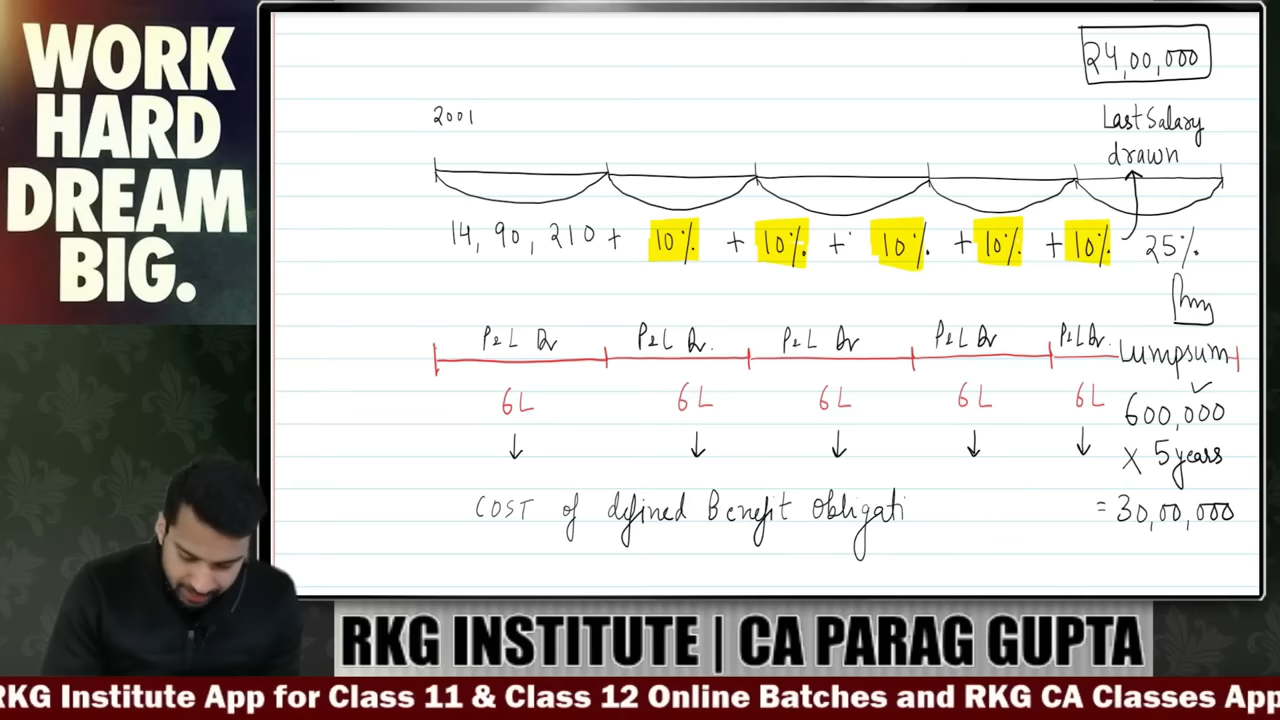 WORK
HARD
DREAM
BIG.
24,00,000
2001
Last Salary
drawn
14,90,210 + 10% + 10% + 10% + 10% + 10% 25%
Lumpsum
P&L Dr P&L Dr. P&L Dr P&L Dr P&L Dr.
6L 6L 6L 6L 6L
600,000
X 5 years
= 30,00,000
COST of defined Benefit Obligati
RKG INSTITUTE | CA PARAG GUPTA
RKG Institute App for Class 11 & Class 12 Online Batches and RKG CA Classes App